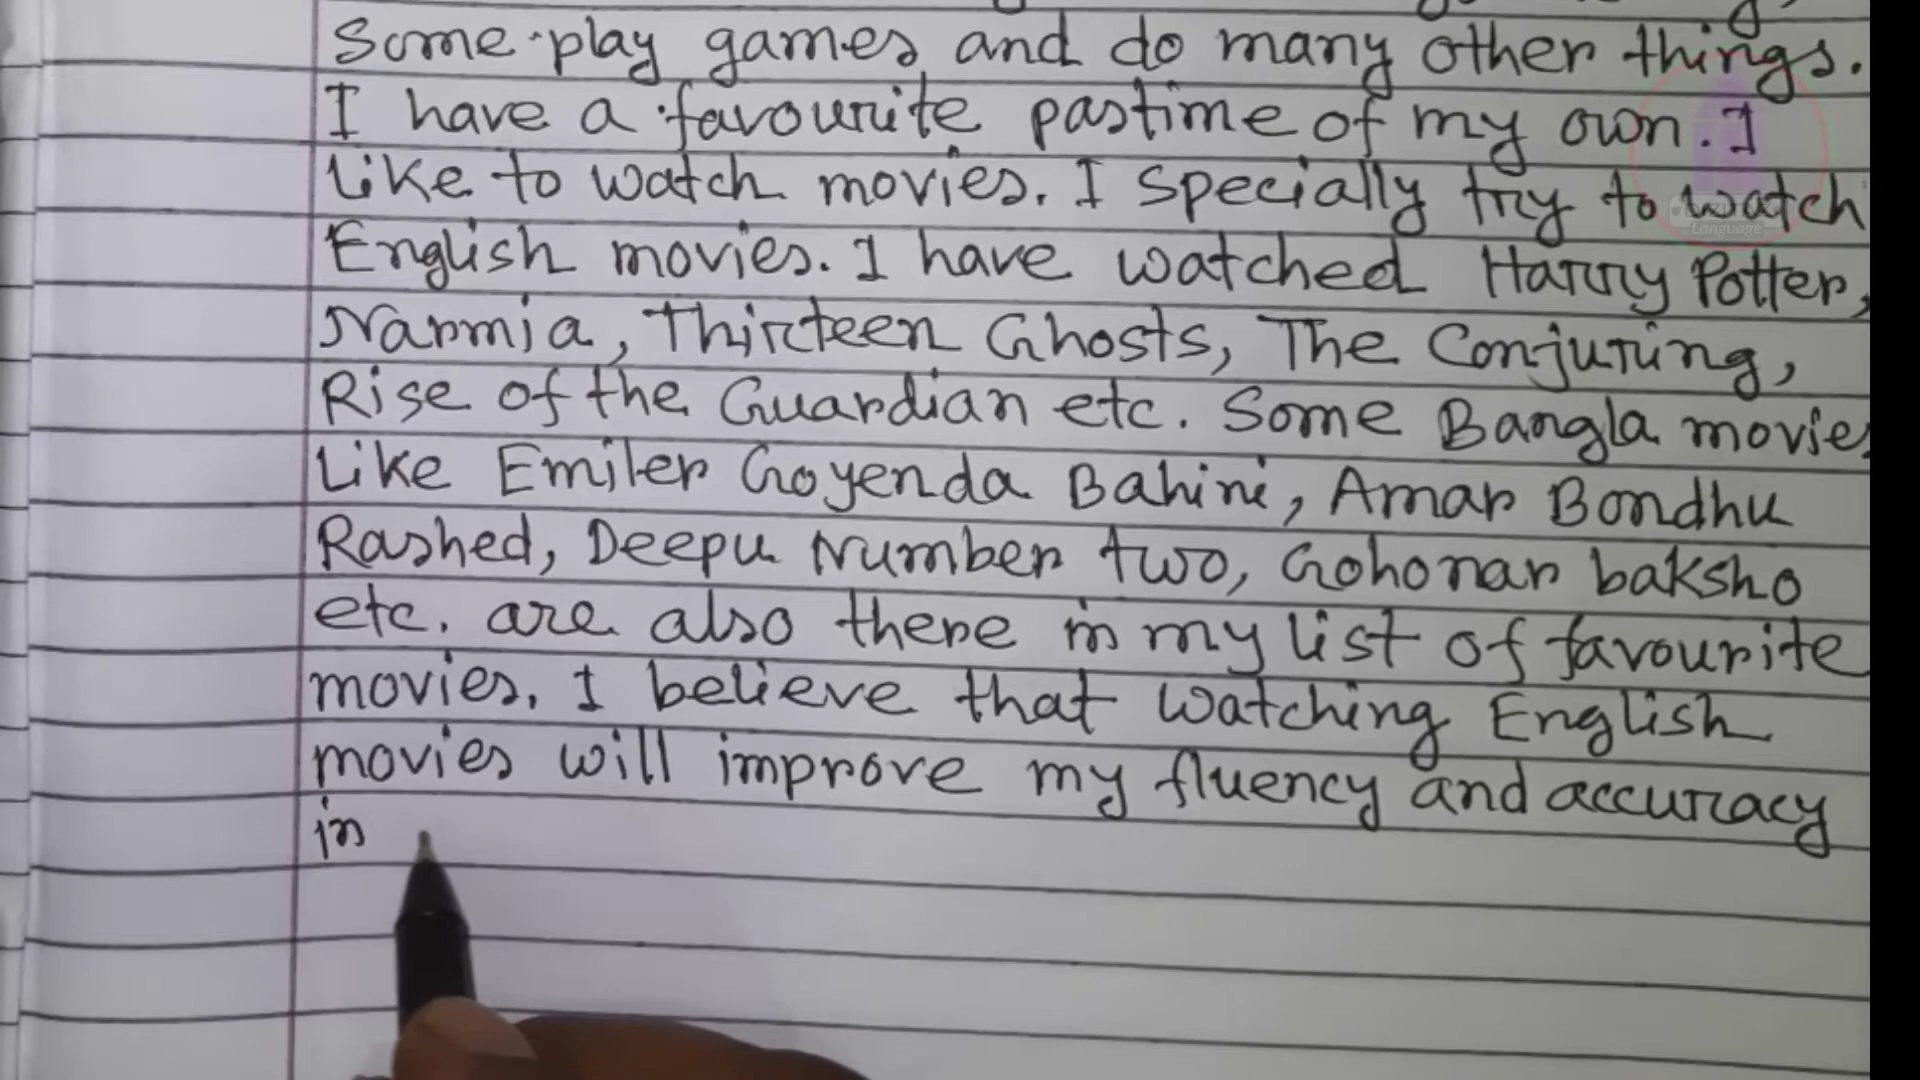 Some play games and do many other things.
I have a favourite pastime of my own. I
like to watch movies. I specially try to watch
English movies. I have watched Harry Potter,
Narmia, Thirteen Ghosts, The Conjuring,
Rise of the Guardian etc. Some Bangla movies
like Emiler Goyenda Bahini, Amar Bondhu
Rashed, Deepu Number two, Gohonar baksho
etc. are also there in my list of favourite
movies. I believe that watching English
movies will improve my fluency and accuracy
in
Language